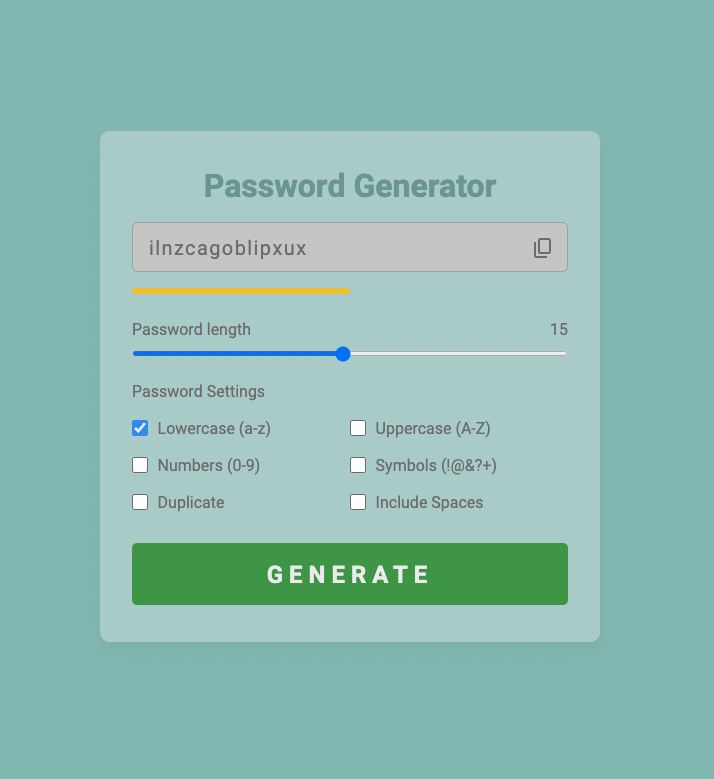 Password Generator
ilnzcagoblipxux
Password length 15
Password Settings
Lowercase (a-z) Uppercase (A-Z)
Numbers (0-9) Symbols (!@&?+)
Duplicate Include Spaces
GENERATE